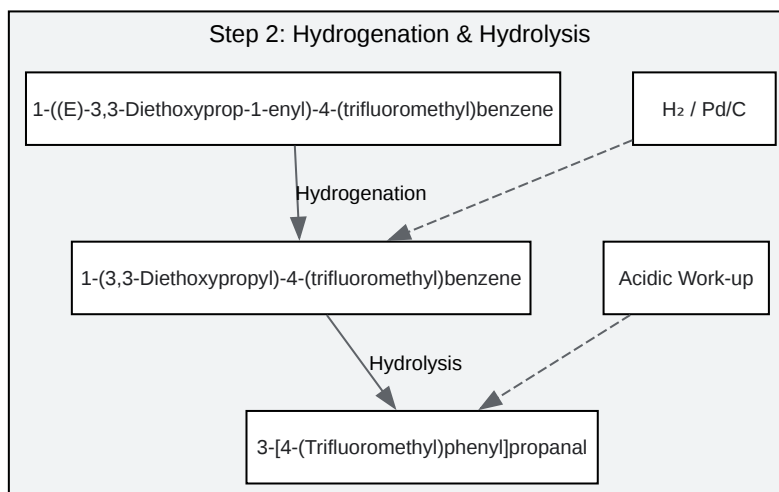 Step 2: Hydrogenation & Hydrolysis
1-((E)-3,3-Diethoxyprop-1-enyl)-4-(trifluoromethyl)benzene
H₂ / Pd/C
Hydrogenation
1-(3,3-Diethoxypropyl)-4-(trifluoromethyl)benzene
Acidic Work-up
Hydrolysis
3-[4-(Trifluoromethyl)phenyl]propanal